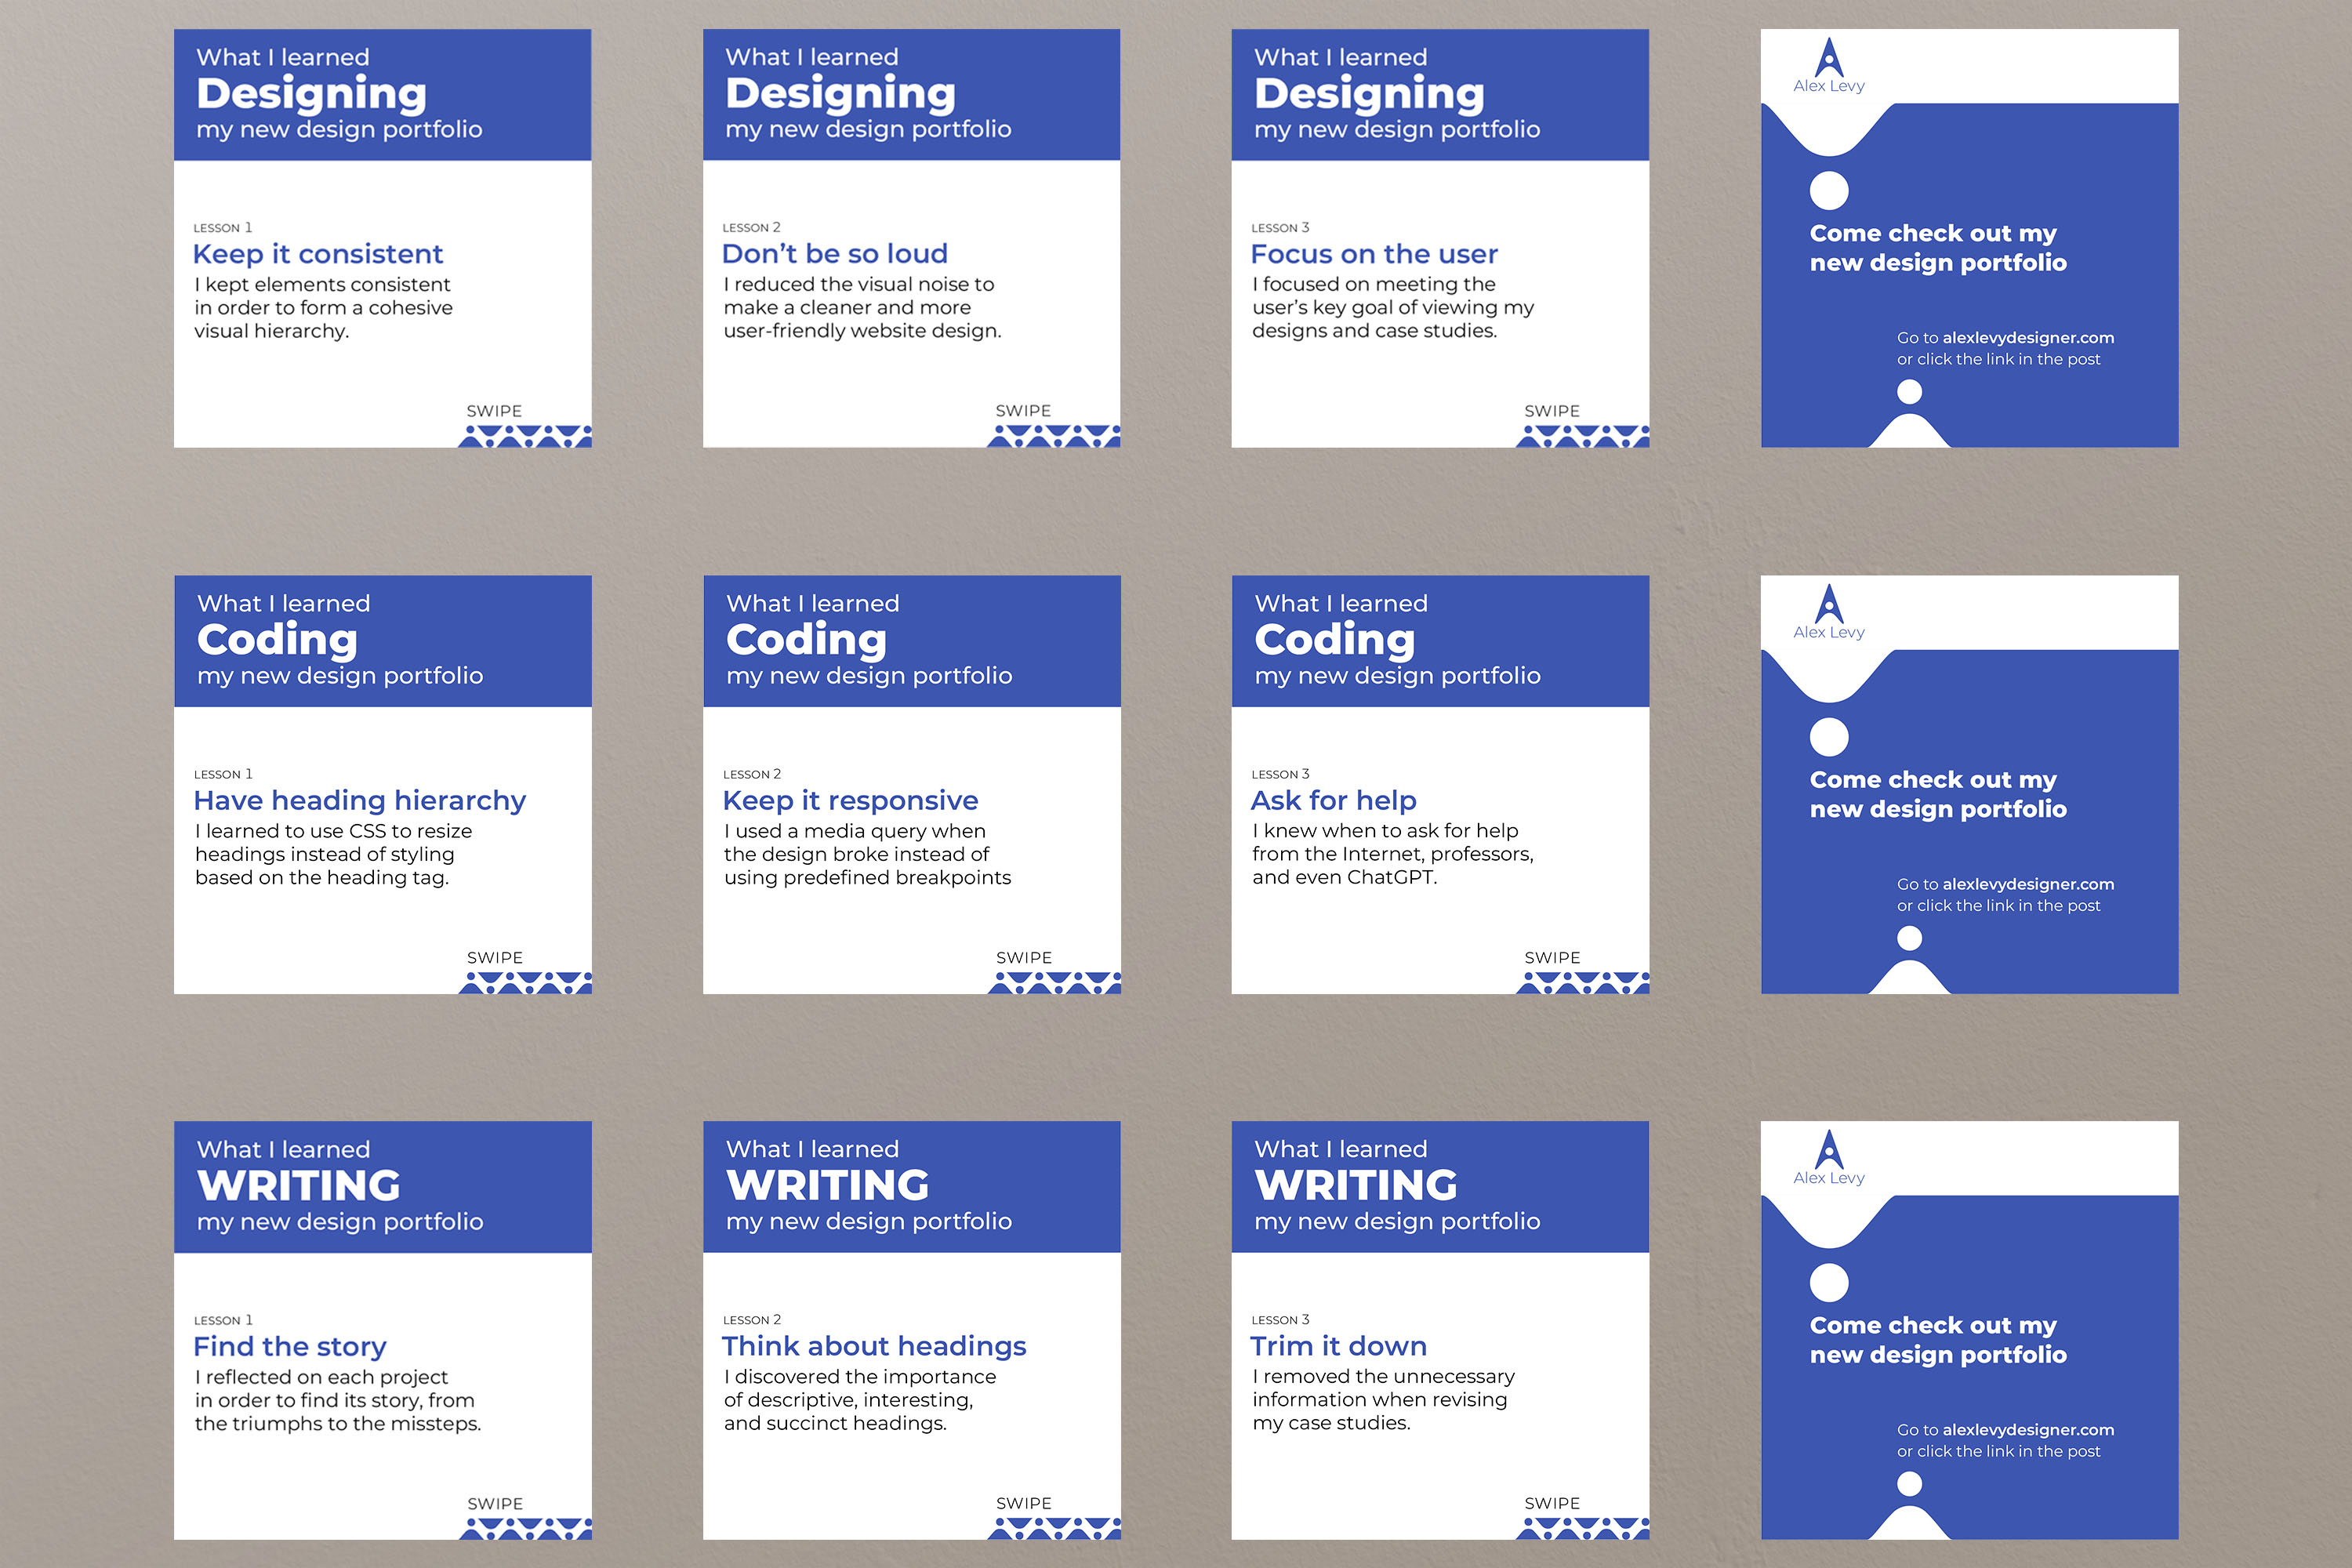 What I learned
Designing
my new design portfolio
LESSON 1
Keep it consistent
I kept elements consistent
in order to form a cohesive
visual hierarchy.
SWIPE
What I learned
Designing
my new design portfolio
LESSON 2
Don’t be so loud
I reduced the visual noise to
make a cleaner and more
user-friendly website design.
SWIPE
What I learned
Designing
my new design portfolio
LESSON 3
Focus on the user
I focused on meeting the
user’s key goal of viewing my
designs and case studies.
SWIPE
Alex Levy
Come check out my
new design portfolio
Go to alexlevydesigner.com
or click the link in the post
What I learned
Coding
my new design portfolio
LESSON 1
Have heading hierarchy
I learned to use CSS to resize
headings instead of styling
based on the heading tag.
SWIPE
What I learned
Coding
my new design portfolio
LESSON 2
Keep it responsive
I used a media query when
the design broke instead of
using predefined breakpoints
SWIPE
What I learned
Coding
my new design portfolio
LESSON 3
Ask for help
I knew when to ask for help
from the Internet, professors,
and even ChatGPT.
SWIPE
Alex Levy
Come check out my
new design portfolio
Go to alexlevydesigner.com
or click the link in the post
What I learned
WRITING
my new design portfolio
LESSON 1
Find the story
I reflected on each project
in order to find its story, from
the triumphs to the missteps.
SWIPE
What I learned
WRITING
my new design portfolio
LESSON 2
Think about headings
I discovered the importance
of descriptive, interesting,
and succinct headings.
SWIPE
What I learned
WRITING
my new design portfolio
LESSON 3
Trim it down
I removed the unnecessary
information when revising
my case studies.
SWIPE
Alex Levy
Come check out my
new design portfolio
Go to alexlevydesigner.com
or click the link in the post